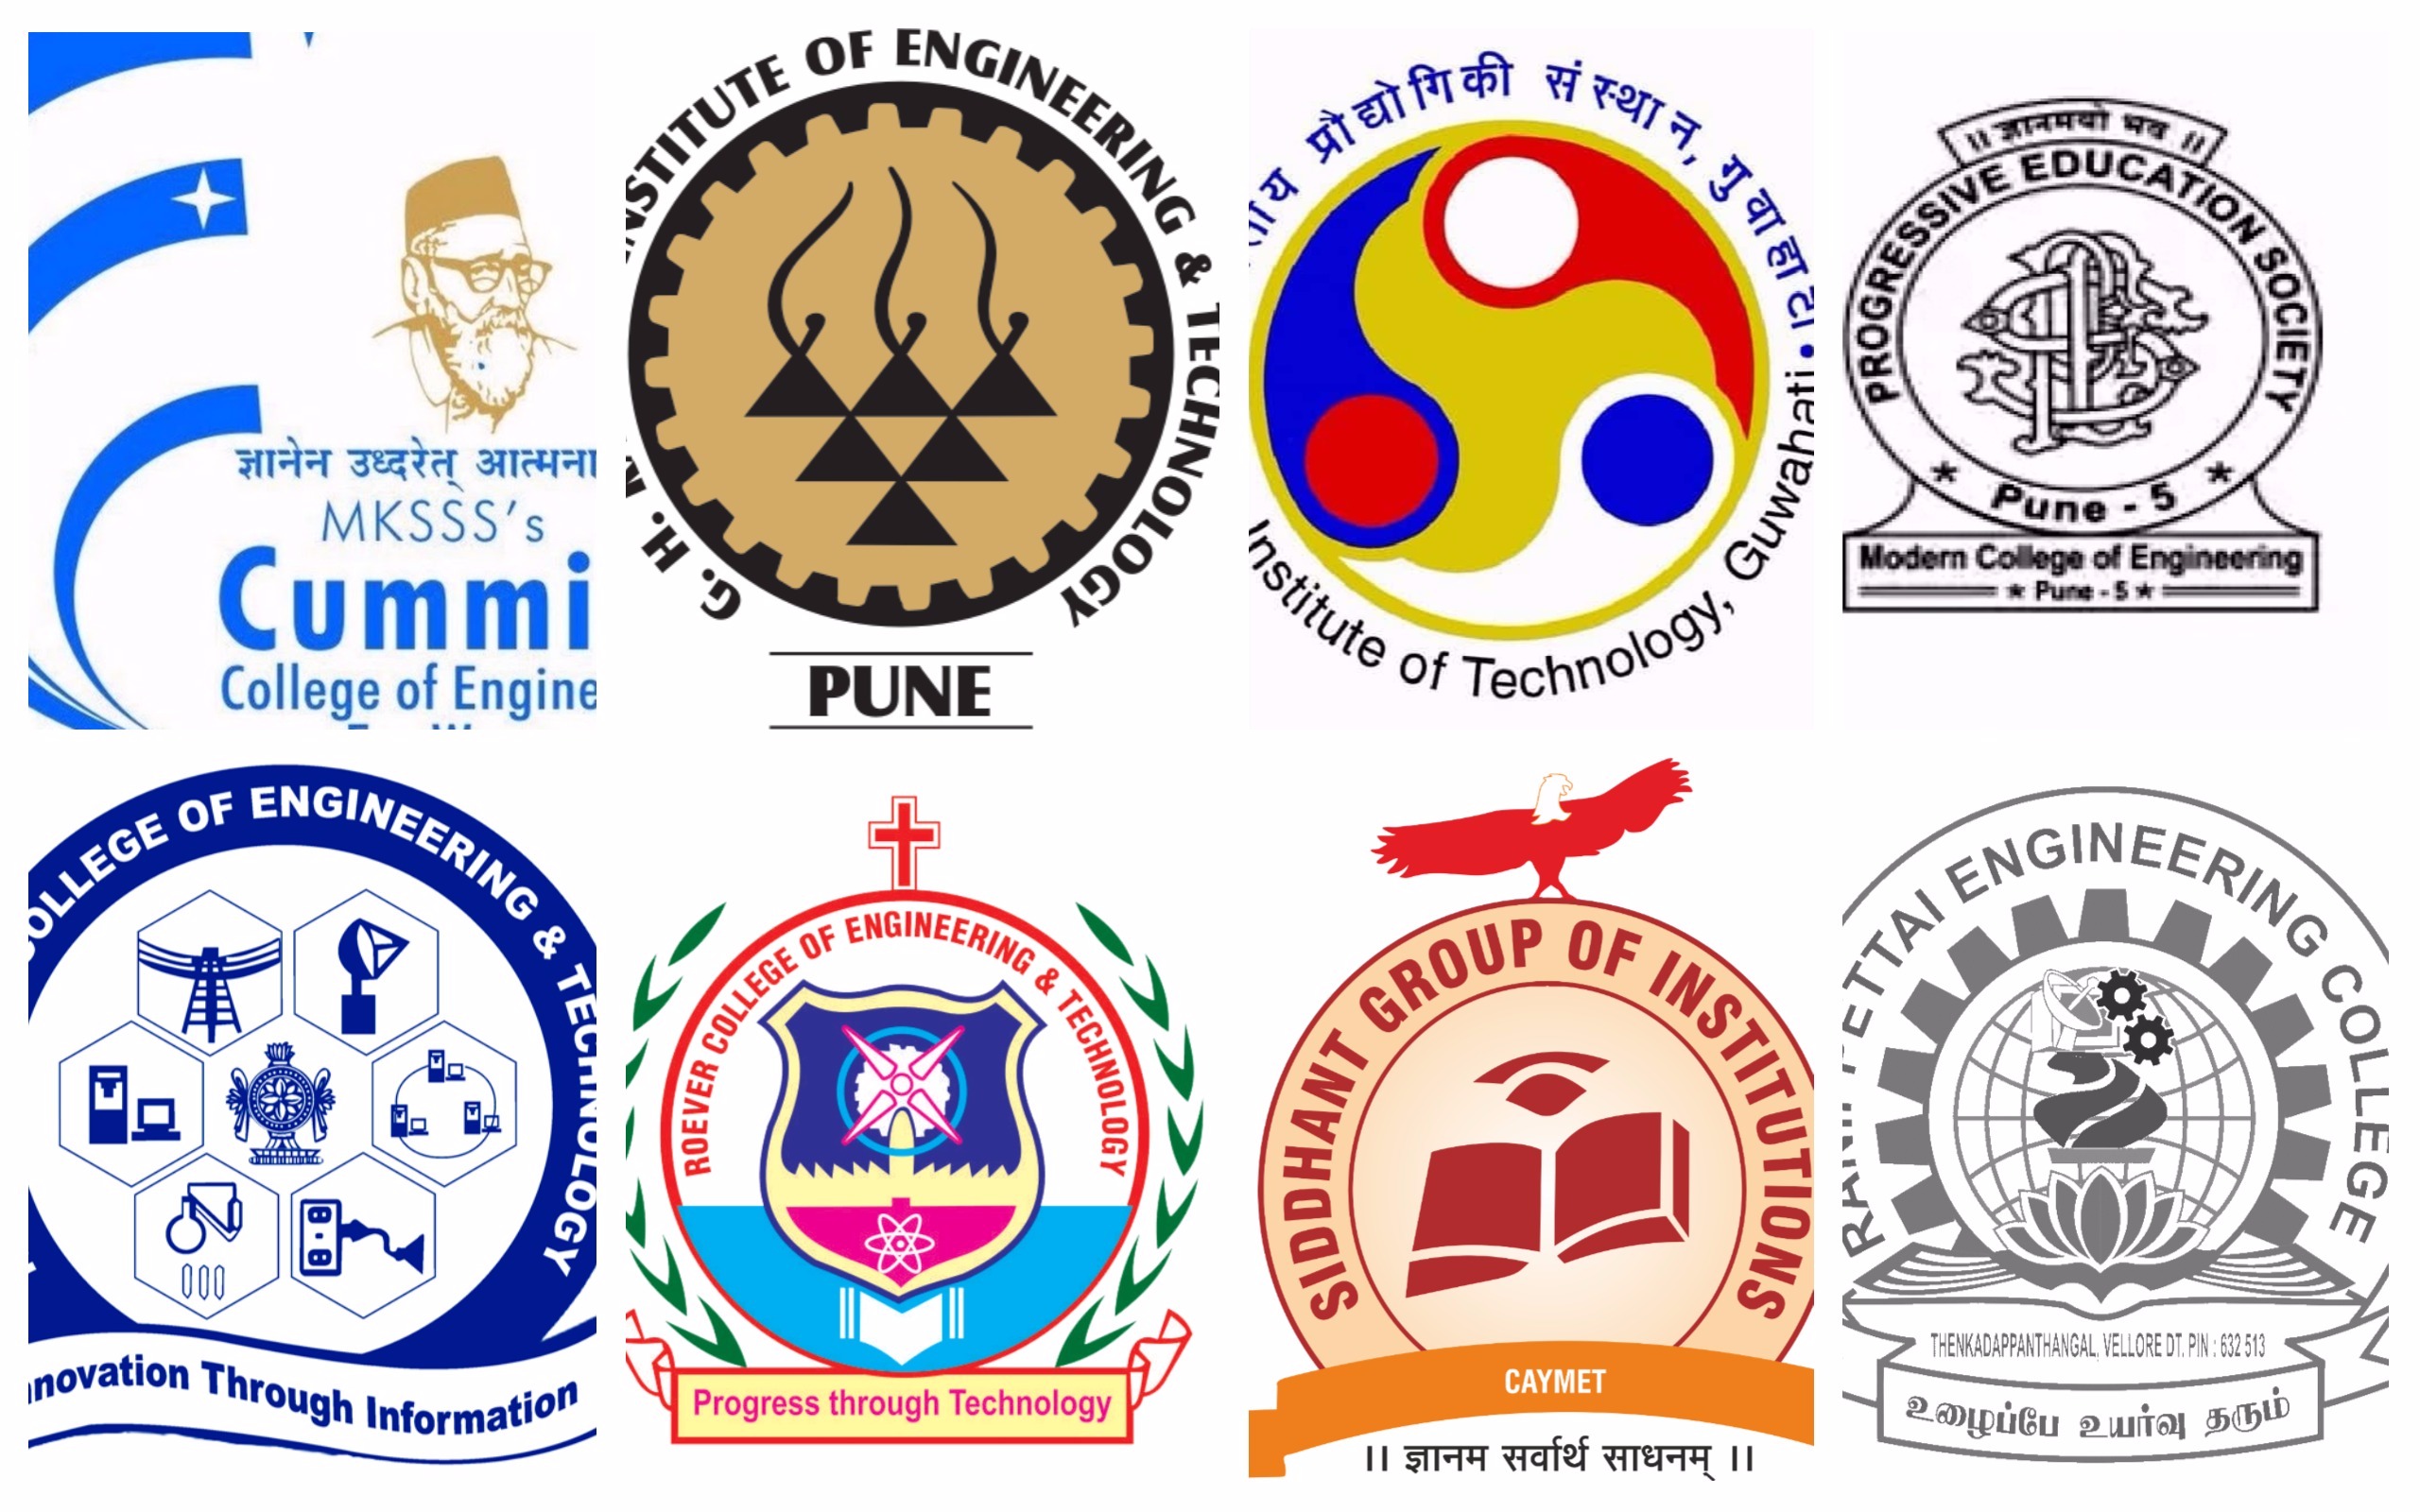 ज्ञानेन उध्दरेत् आत्मना
MKSSS's
Cummi
College of Engine
G. H.
NSTITUTE OF ENGINEERING & TECHNOLOGY
PUNE
प्रौद्योगिकी संस्थान, गुवाहाटी •
Institute of Technology, Guwahati
॥ ज्ञानमयो भव ॥
PROGRESSIVE EDUCATION SOCIETY
★ Pune - 5 ★
Modern College of Engineering
★ Pune - 5 ★
OLLEGE OF ENGINEERING & TECHNOLOGY
nnovation Through Information
ROEVER COLLEGE OF ENGINEERING & TECHNOLOGY
Progress through Technology
SIDDHANT GROUP OF INSTITUTIONS
CAYMET
॥ ज्ञानम सर्वार्थ साधनम् ॥
RANIPPETTAI ENGINEERING COLLEGE
THENKADAPPANTHANGAL, VELLORE DT. PIN : 632 513
உழைப்பே உயர்வு தரும்